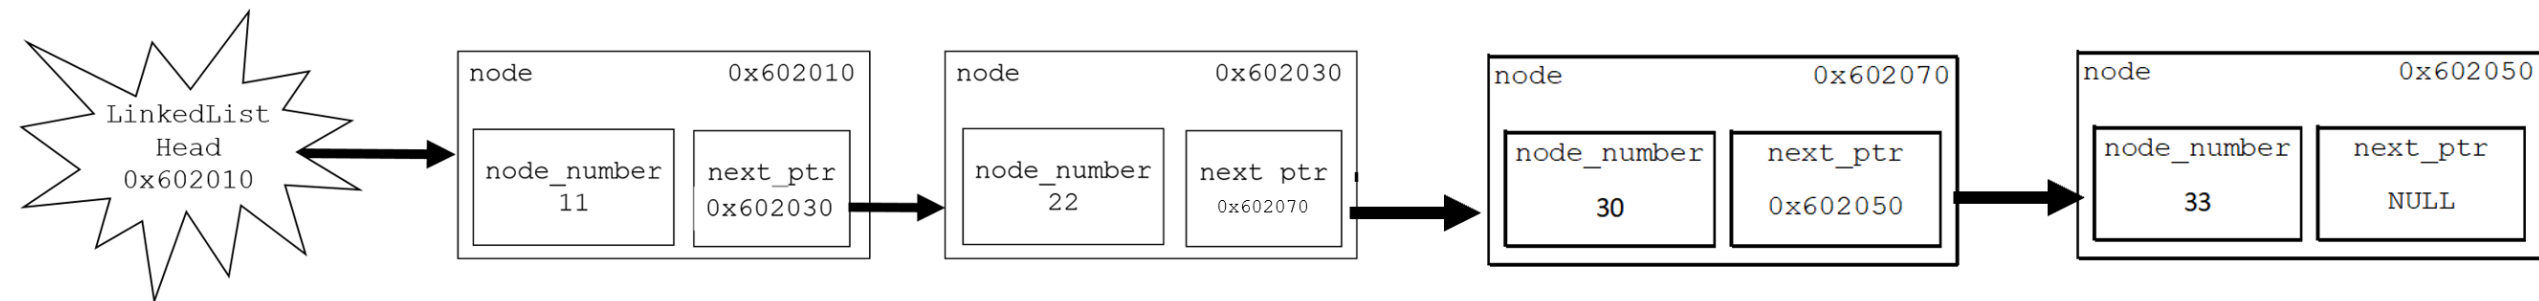 LinkedList
Head
0x602010
node 0x602010
node_number
11
next_ptr
0x602030
node 0x602030
node_number
22
next ptr
0x602070
node 0x602070
node_number
30
next_ptr
0x602050
node 0x602050
node_number
33
next_ptr
NULL